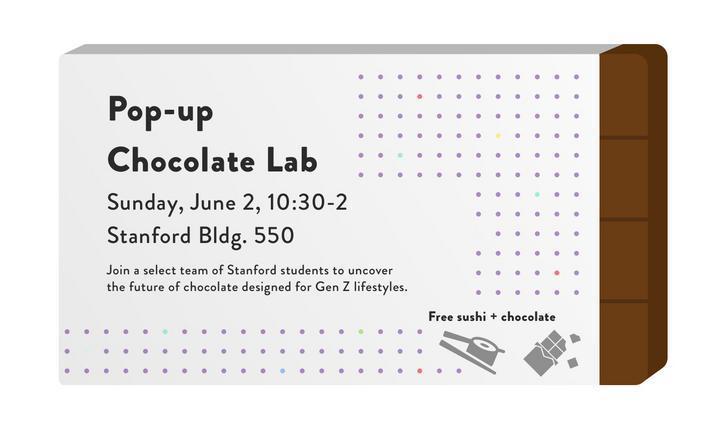 Pop-up
Chocolate Lab
Sunday, June 2, 10:30-2
Stanford Bldg. 550
Join a select team of Stanford students to uncover
the future of chocolate designed for Gen Z lifestyles.
Free sushi + chocolate